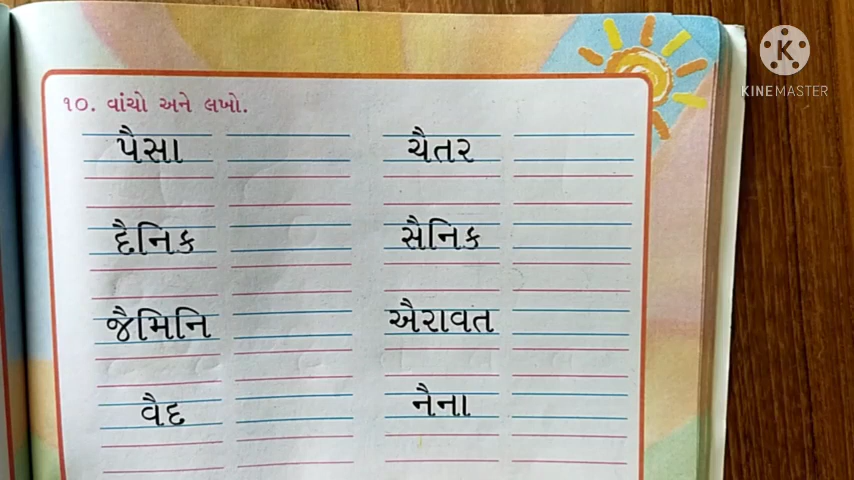 ૧૦. વાંચો અને લખો.
પૈસા ચૈતર
દૈનિક સૈનિક
જૈમિનિ ઐરાવત
વૈદ નૈના
KINEMASTER